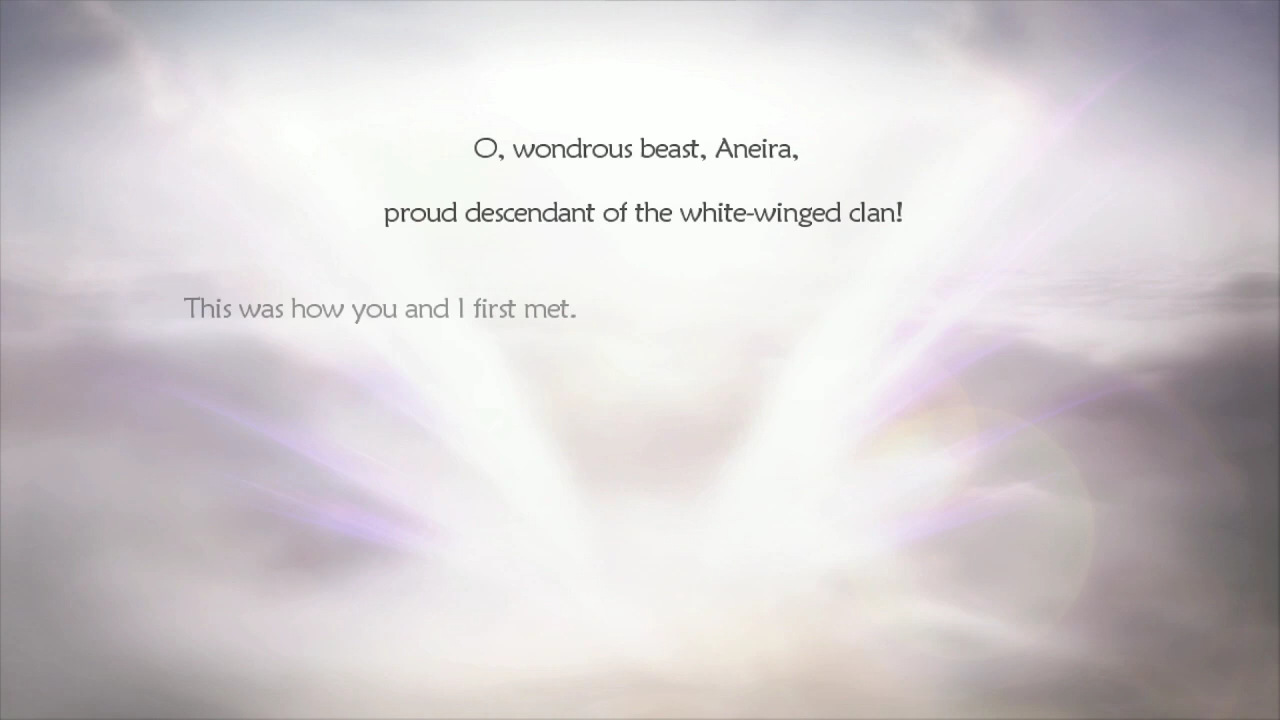 O, wondrous beast, Aneira,
proud descendant of the white-winged clan!
This was how you and I first met.